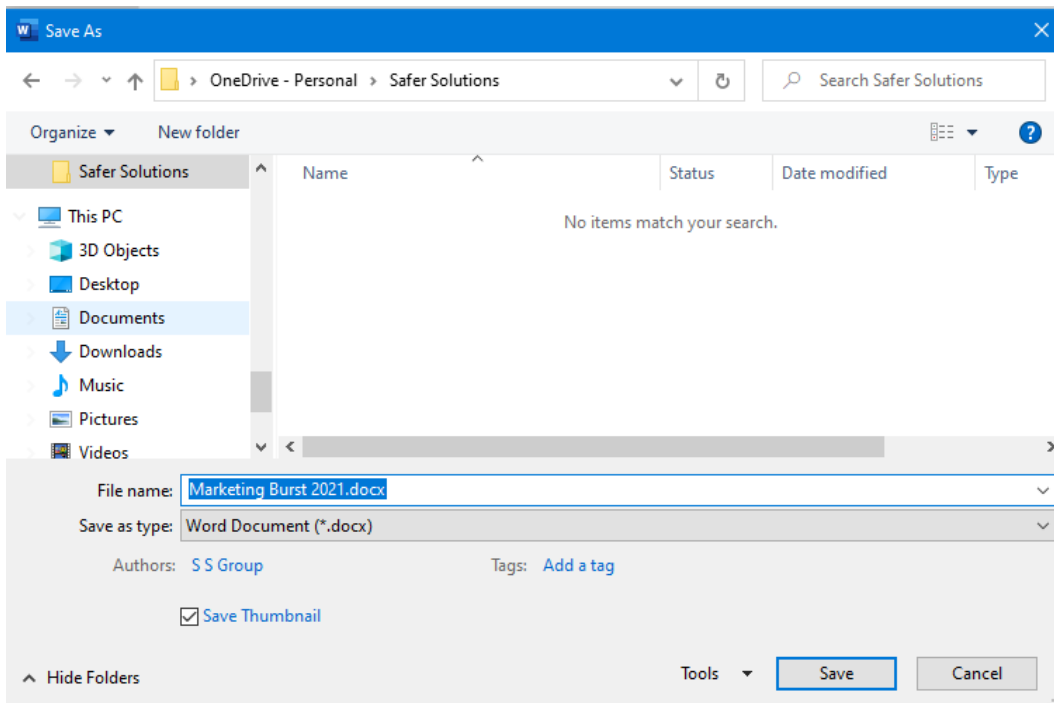 W Save As
OneDrive - Personal > Safer Solutions
Search Safer Solutions
Organize
New folder
?
Safer Solutions
Name
Status
Date modified
Type
This PC
No items match your search.
3D Objects
Desktop
Documents
Downloads
Music
Pictures
Videos
File name: Marketing Burst 2021.docx
Save as type: Word Document (*.docx)
Authors: S S Group
Tags: Add a tag
Save Thumbnail
Hide Folders
Tools
Save
Cancel